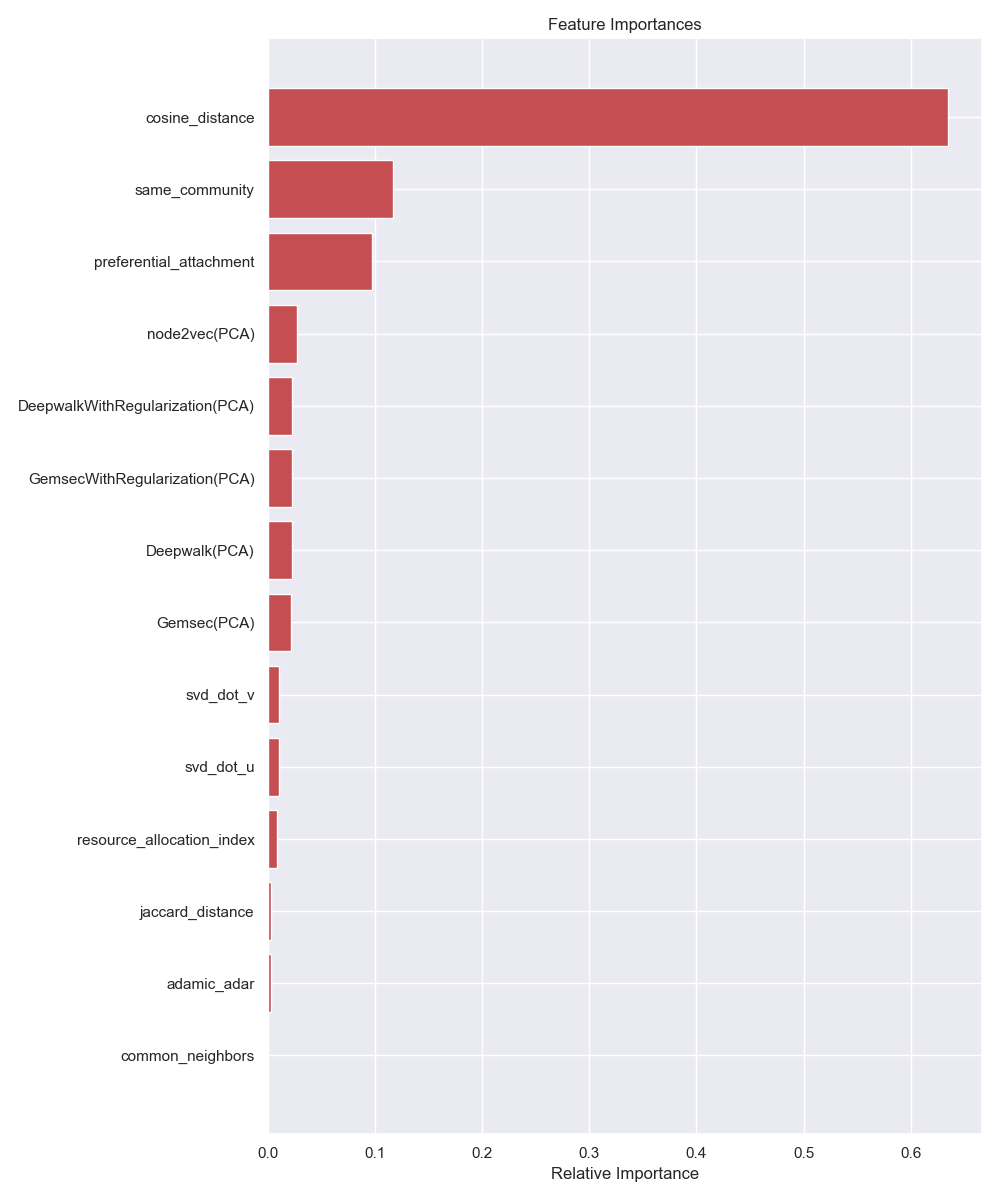 Feature Importances
cosine_distance
same_community
preferential_attachment
node2vec(PCA)
DeepwalkWithRegularization(PCA)
GemsecWithRegularization(PCA)
Deepwalk(PCA)
Gemsec(PCA)
svd_dot_v
svd_dot_u
resource_allocation_index
jaccard_distance
adamic_adar
common_neighbors
0.0 0.1 0.2 0.3 0.4 0.5 0.6
Relative Importance